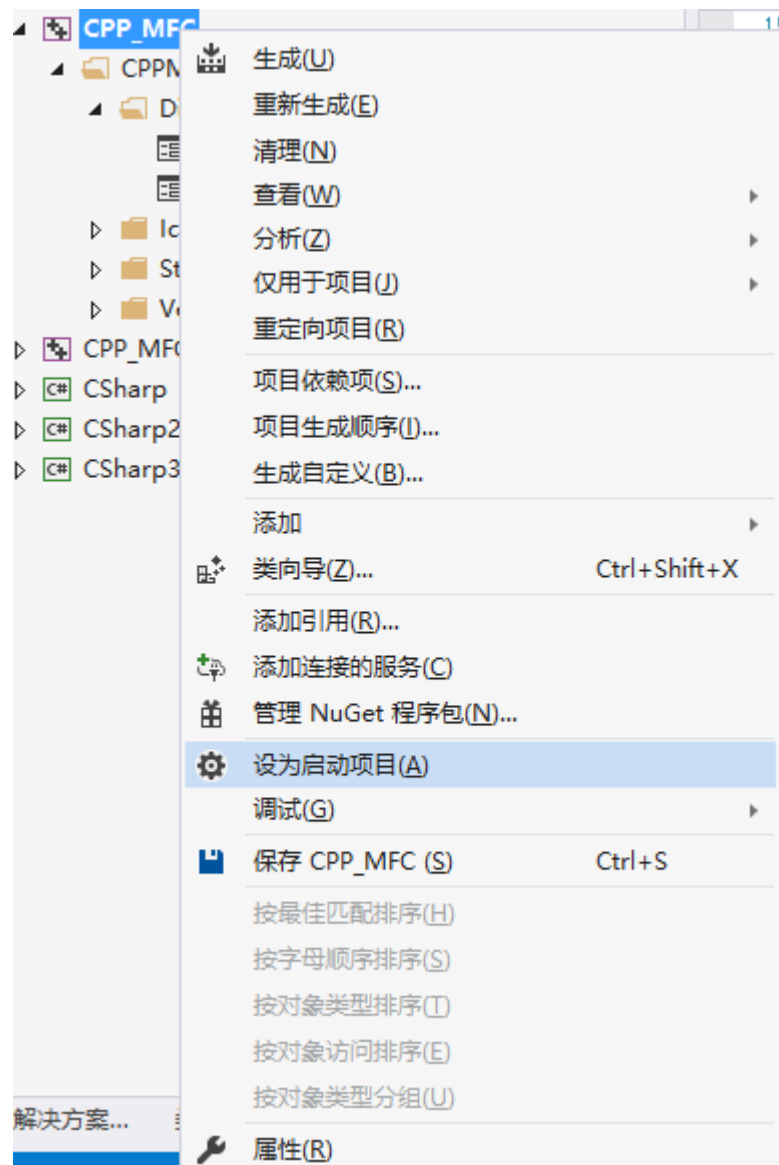 CPP_MFC
生成(U)
重新生成(E)
清理(N)
查看(W)
分析(Z)
仅用于项目(J)
重定向项目(R)
CPP_MF
C# CSharp
项目依赖项(S)...
C# CSharp2
项目生成顺序(I)...
C# CSharp3
生成自定义(B)...
添加
类向导(Z)... Ctrl+Shift+X
添加引用(R)...
添加连接的服务(C)
管理 NuGet 程序包(N)...
设为启动项目(A)
调试(G)
保存 CPP_MFC (S) Ctrl+S
按最佳匹配排序(H)
按字母顺序排序(S)
按对象类型排序(T)
按对象访问排序(E)
按对象类型分组(U)
解决方案...
属性(R)